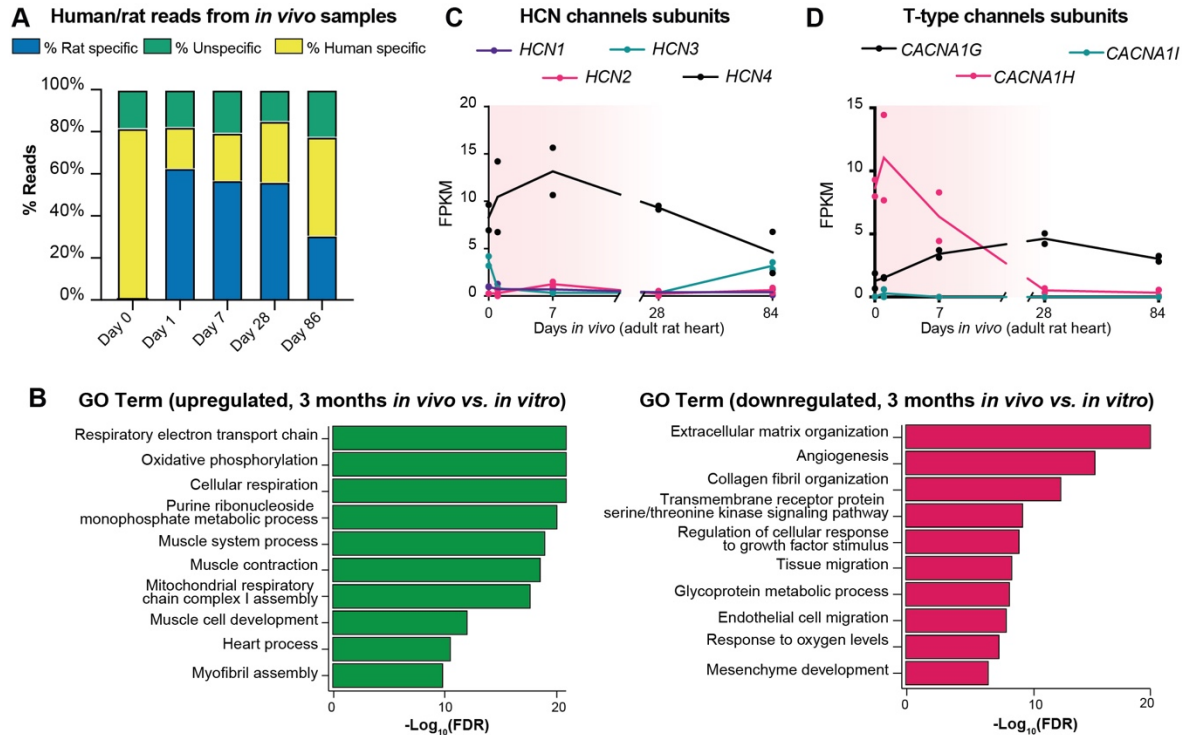 A Human/rat reads from in vivo samples
% Rat specific % Unspecific % Human specific
100%
80%
60%
40%
20%
0%
% Reads
Day 0 Day 1 Day 7 Day 28 Day 86
C HCN channels subunits
HCN1 HCN3
HCN2 HCN4
20
15
10
5
0
FPKM
0 7 28 84
Days in vivo (adult rat heart)
D T-type channels subunits
CACNA1G CACNA1I
CACNA1H
15
10
5
0
FPKM
0 7 28 84
Days in vivo (adult rat heart)
B GO Term (upregulated, 3 months in vivo vs. in vitro)
Respiratory electron transport chain
Oxidative phosphorylation
Cellular respiration
Purine ribonucleoside
monophosphate metabolic process
Muscle system process
Muscle contraction
Mitochondrial respiratory
chain complex I assembly
Muscle cell development
Heart process
Myofibril assembly
0 10 20
-Log10(FDR)
GO Term (downregulated, 3 months in vivo vs. in vitro)
Extracellular matrix organization
Angiogenesis
Collagen fibril organization
Transmembrane receptor protein
serine/threonine kinase signaling pathway
Regulation of cellular response
to growth factor stimulus
Tissue migration
Glycoprotein metabolic process
Endothelial cell migration
Response to oxygen levels
Mesenchyme development
0 10 20
-Log10(FDR)